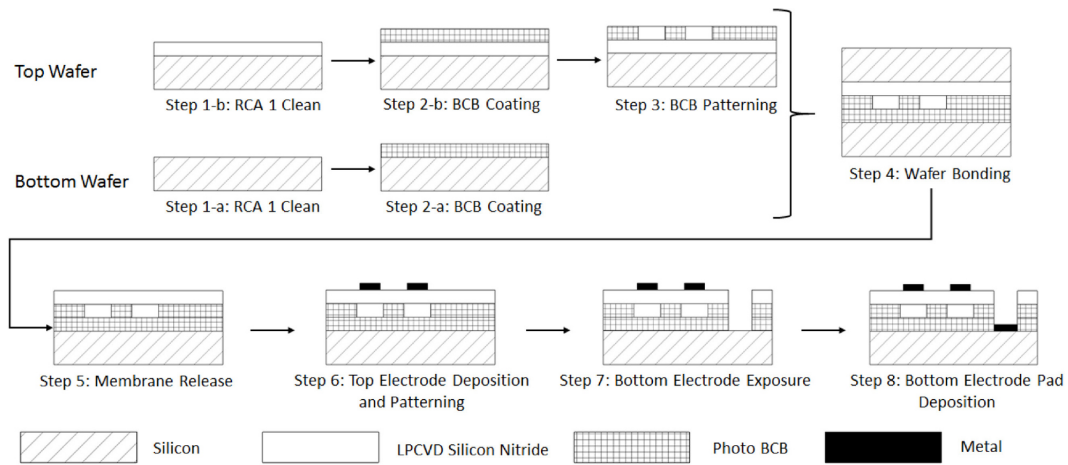 Top Wafer
Step 1-b: RCA 1 Clean
Step 2-b: BCB Coating
Step 3: BCB Patterning
Bottom Wafer
Step 1-a: RCA 1 Clean
Step 2-a: BCB Coating
Step 4: Wafer Bonding
Step 5: Membrane Release
Step 6: Top Electrode Deposition
and Patterning
Step 7: Bottom Electrode Exposure
Step 8: Bottom Electrode Pad
Deposition
Silicon
LPCVD Silicon Nitride
Photo BCB
Metal